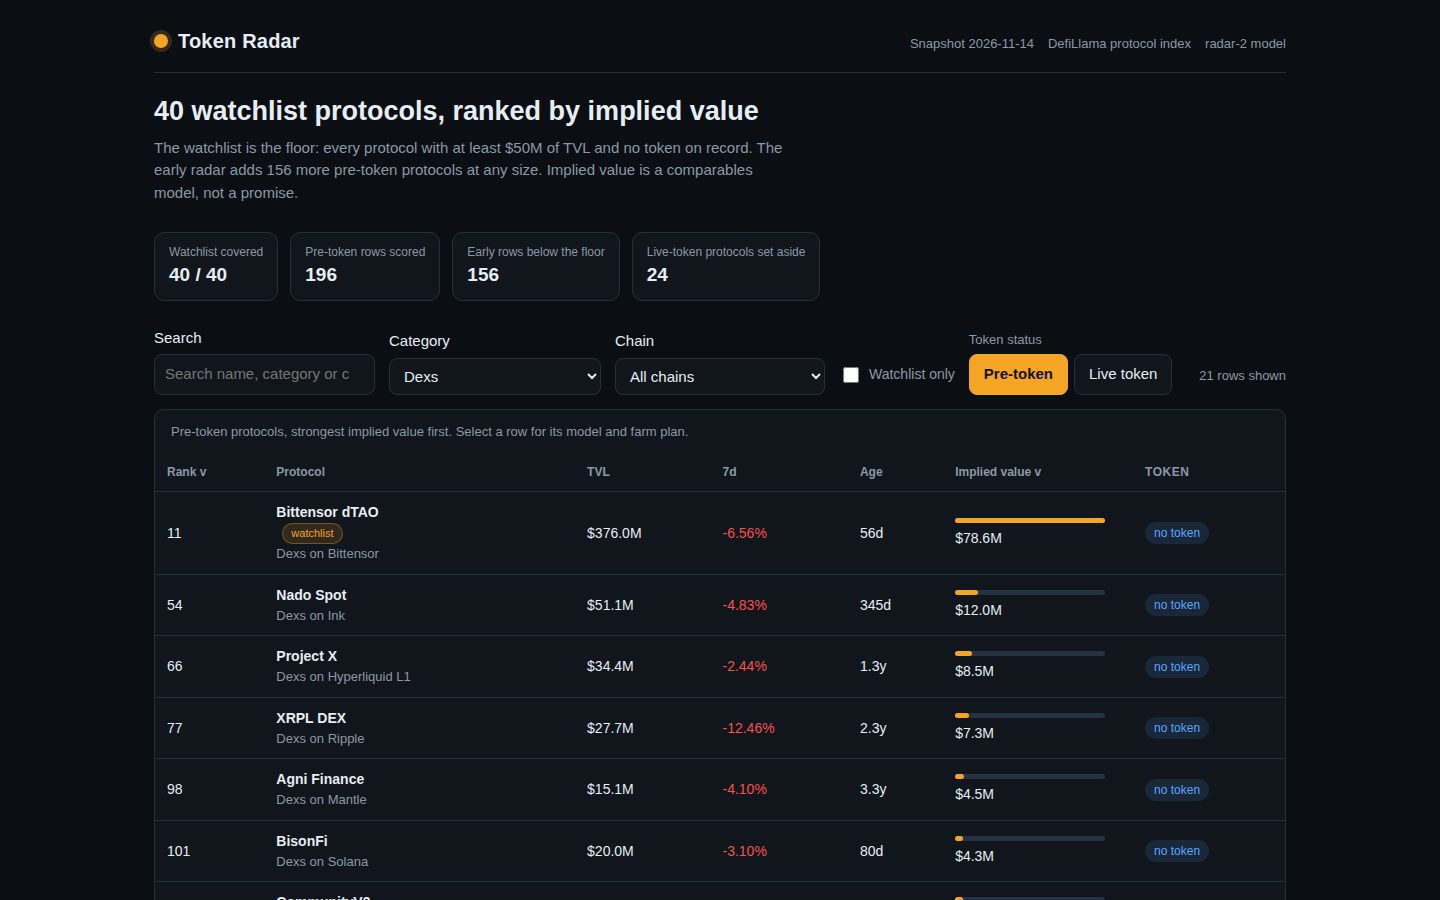 Token Radar
Snapshot 2026-11-14 DefiLlama protocol index radar-2 model
40 watchlist protocols, ranked by implied value
The watchlist is the floor: every protocol with at least $50M of TVL and no token on record. The
early radar adds 156 more pre-token protocols at any size. Implied value is a comparables
model, not a promise.
Watchlist covered
40 / 40
Pre-token rows scored
196
Early rows below the floor
156
Live-token protocols set aside
24
Search
Search name, category or c
Category
Dexs
Chain
All chains
Watchlist only
Token status
Pre-token Live token
21 rows shown
Pre-token protocols, strongest implied value first. Select a row for its model and farm plan.
Rank v Protocol TVL 7d Age Implied value v TOKEN
11 Bittensor dTAO watchlist $376.0M -6.56% 56d $78.6M no token
Dexs on Bittensor
54 Nado Spot $51.1M -4.83% 345d $12.0M no token
Dexs on Ink
66 Project X $34.4M -2.44% 1.3y $8.5M no token
Dexs on Hyperliquid L1
77 XRPL DEX $27.7M -12.46% 2.3y $7.3M no token
Dexs on Ripple
98 Agni Finance $15.1M -4.10% 3.3y $4.5M no token
Dexs on Mantle
101 BisonFi $20.0M -3.10% 80d $4.3M no token
Dexs on Solana